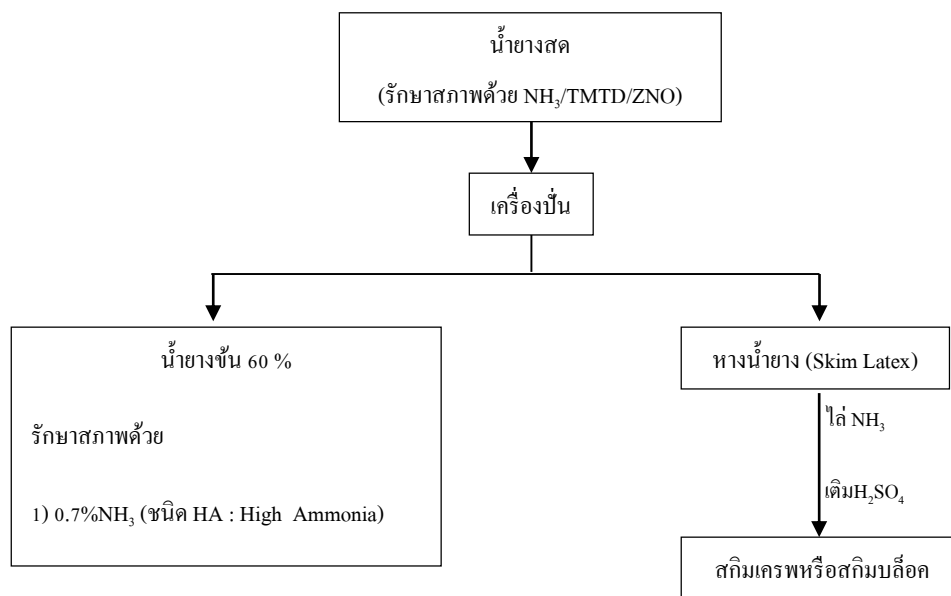 น้ำยางสด
(รักษาสภาพด้วย NH₃/TMTD/ZNO)
เครื่องปั่น
น้ำยางข้น 60 %
รักษาสภาพด้วย
1) 0.7%NH₃ (ชนิด HA : High Ammonia)
หางน้ำยาง (Skim Latex)
ไล่ NH₃
เติมH₂SO₄
สกิมเครพหรือสกิมบล็อค